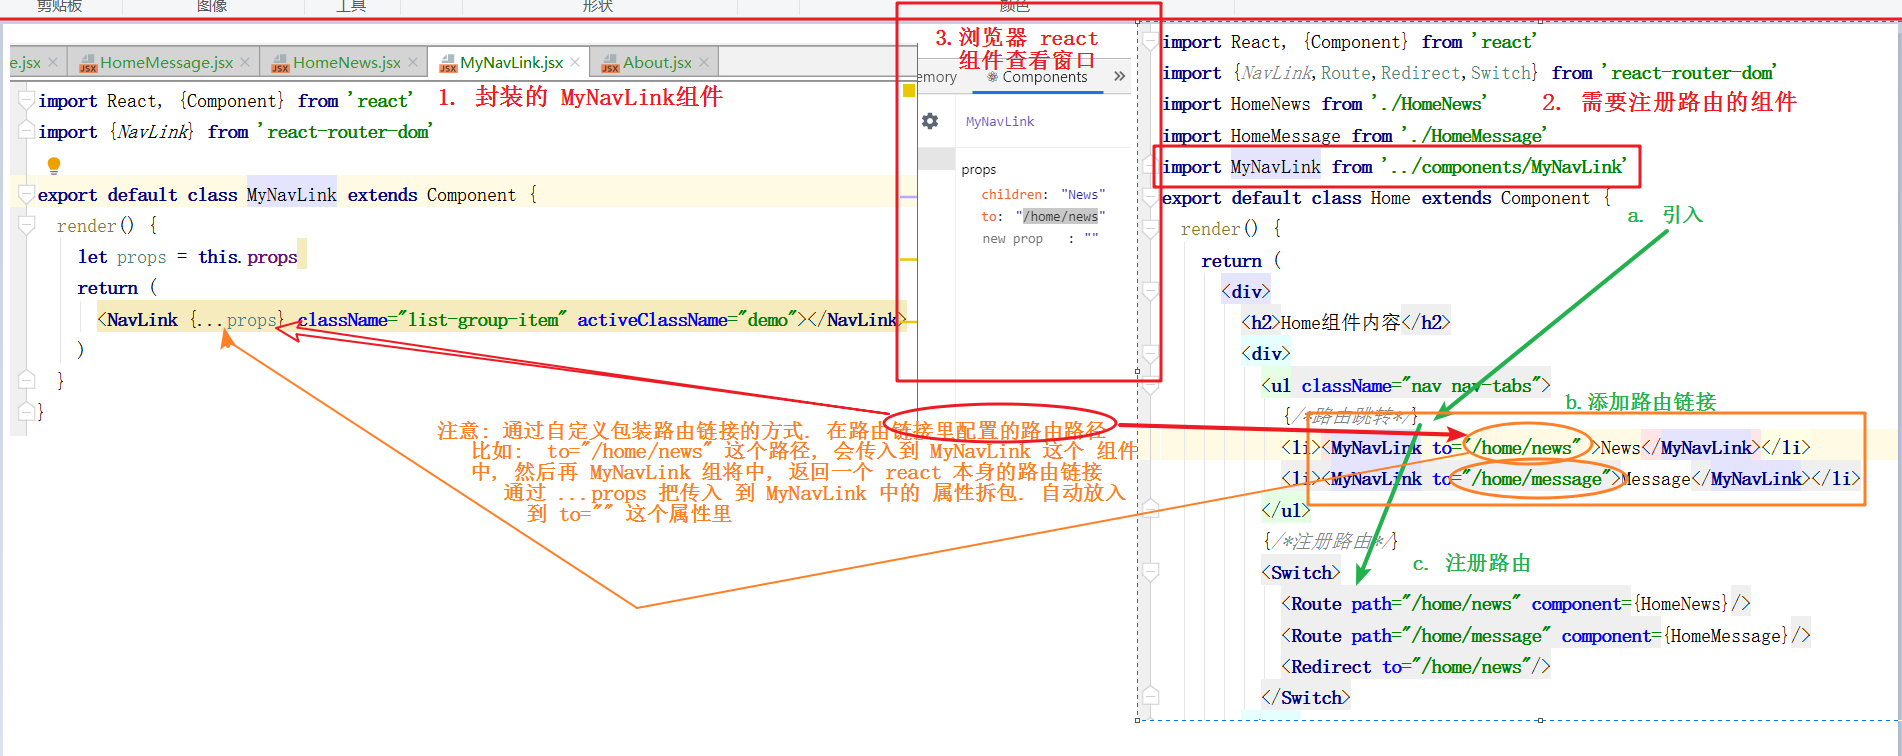 剪贴板
图像
工具
形状
颜色
e.jsx
HomeMessage.jsx
HomeNews.jsx
MyNavLink.jsx
About.jsx
import React, {Component} from 'react'
1. 封装的 MyNavLink组件
import {NavLink} from 'react-router-dom'
export default class MyNavLink extends Component {
render() {
let props = this.props
return (
<NavLink {...props} className="list-group-item" activeClassName="demo"></NavLink>
)
}
}
3.浏览器 react
组件查看窗口
emory
Components
MyNavLink
props
children: "News"
to: "/home/news"
new prop : ""
import React, {Component} from 'react'
import {NavLink,Route,Redirect,Switch} from 'react-router-dom'
import HomeNews from './HomeNews'
2. 需要注册路由的组件
import HomeMessage from './HomeMessage'
import MyNavLink from '../components/MyNavLink'
export default class Home extends Component {
a. 引入
render() {
return (
<div>
<h2>Home组件内容</h2>
<div>
<ul className="nav nav-tabs">
{/*路由跳转*/}
b.添加路由链接
<li><MyNavLink to="/home/news" >News</MyNavLink></li>
<li><MyNavLink to="/home/message">Message</MyNavLink></li>
</ul>
{/*注册路由*/}
c. 注册路由
<Switch>
<Route path="/home/news" component={HomeNews}/>
<Route path="/home/message" component={HomeMessage}/>
<Redirect to="/home/news"/>
</Switch>
注意: 通过自定义包装路由链接的方式. 在路由链接里配置的路由路径
比如: to="/home/news" 这个路径, 会传入到 MyNavLink 这个 组件
中, 然后再 MyNavLink 组将中, 返回一个 react 本身的路由链接
通过 ...props 把传入 到 MyNavLink 中的 属性拆包. 自动放入
到 to="" 这个属性里